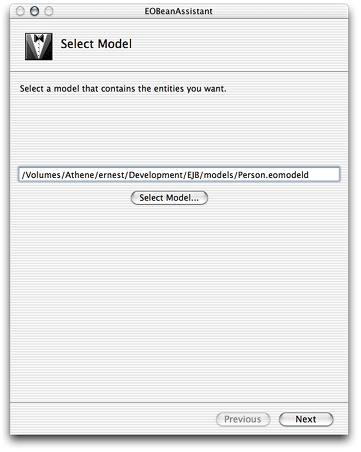 EOBeanAssistant
Select Model
Select a model that contains the entities you want.
/Volumes/Athene/ernest/Development/EJB/models/Person.eomodeld
Select Model...
Previous
Next